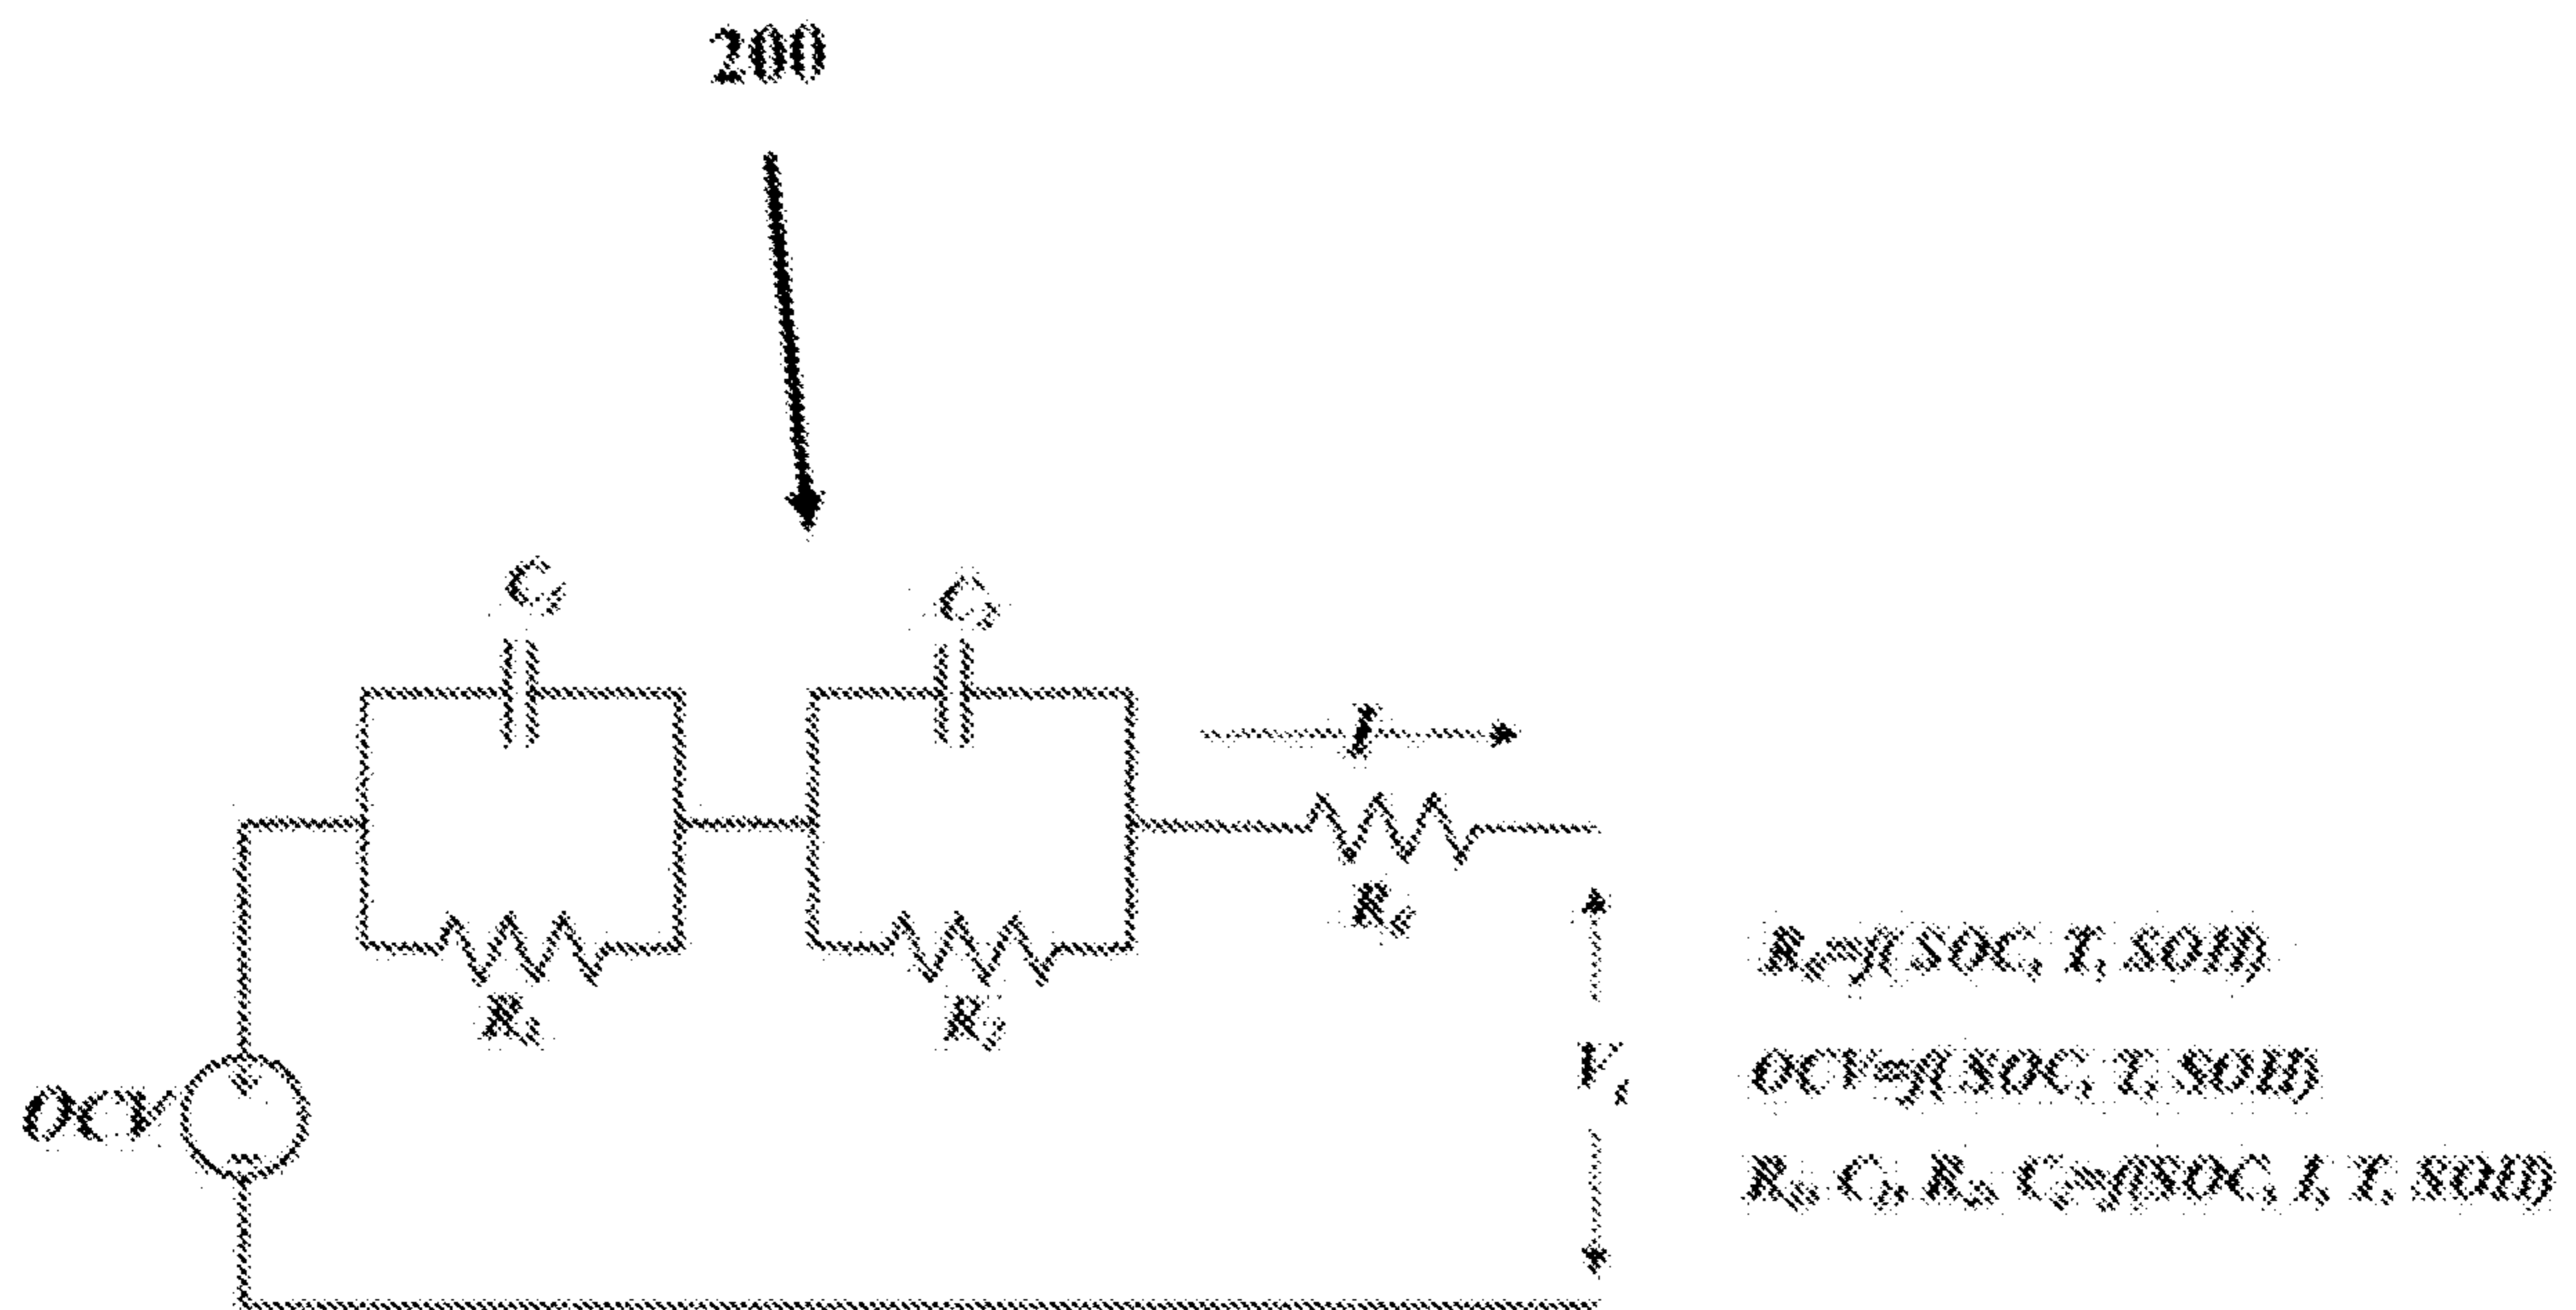 200
C₁
C₂
I
R₁
R₂
OCV
Vₜ
R₀=f( SOC, T, SOH)
OCV=f( SOC, T, SOH)
R₁, C₁, R₂, C₂=f(SOC, I, T, SOH)